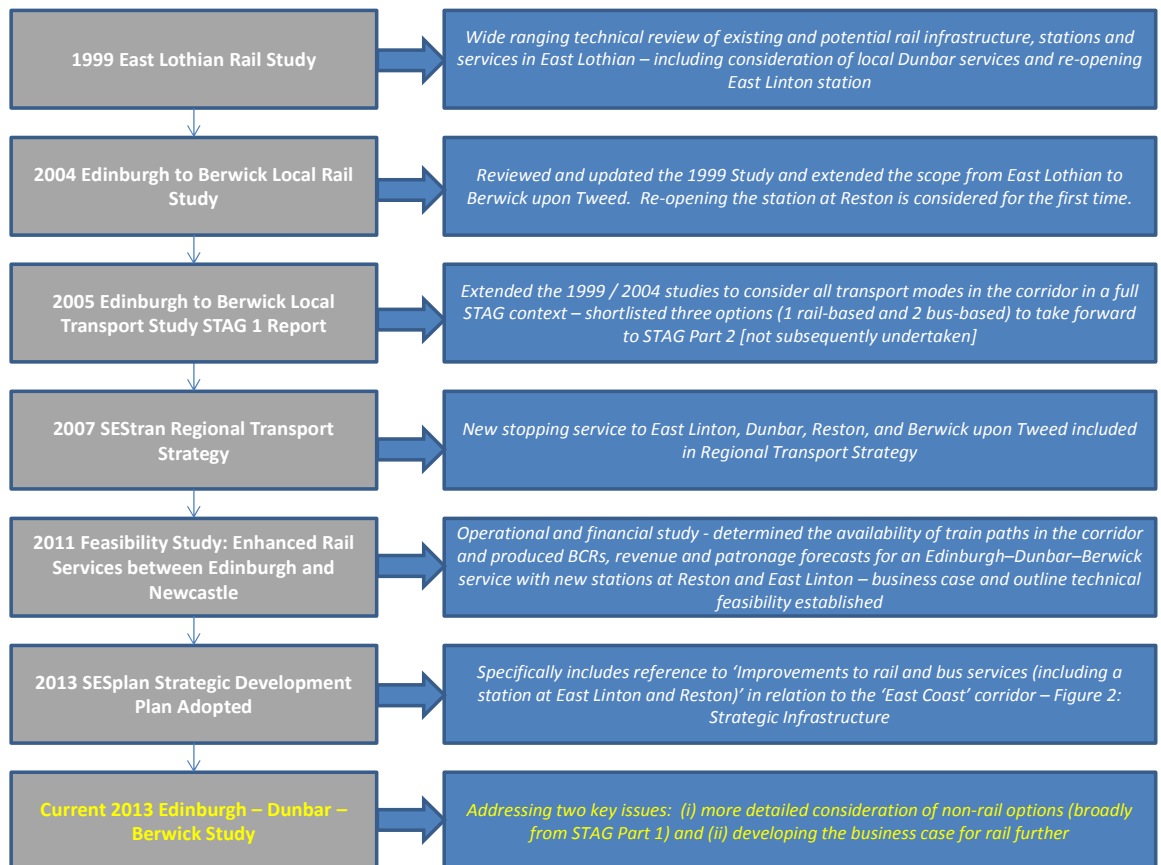 1999 East Lothian Rail Study
Wide ranging technical review of existing and potential rail infrastructure, stations and
services in East Lothian – including consideration of local Dunbar services and re-opening
East Linton station
2004 Edinburgh to Berwick Local Rail
Study
Reviewed and updated the 1999 Study and extended the scope from East Lothian to
Berwick upon Tweed.  Re-opening the station at Reston is considered for the first time.
2005 Edinburgh to Berwick Local
Transport Study STAG 1 Report
Extended the 1999 / 2004 studies to consider all transport modes in the corridor in a full
STAG context – shortlisted three options (1 rail-based and 2 bus-based) to take forward
to STAG Part 2 [not subsequently undertaken]
2007 SEStran Regional Transport
Strategy
New stopping service to East Linton, Dunbar, Reston, and Berwick upon Tweed included
in Regional Transport Strategy
2011 Feasibility Study: Enhanced Rail
Services between Edinburgh and
Newcastle
Operational and financial study - determined the availability of train paths in the corridor
and produced BCRs, revenue and patronage forecasts for an Edinburgh–Dunbar–Berwick
service with new stations at Reston and East Linton – business case and outline technical
feasibility established
2013 SESplan Strategic Development
Plan Adopted
Specifically includes reference to 'Improvements to rail and bus services (including a
station at East Linton and Reston)' in relation to the 'East Coast' corridor – Figure 2:
Strategic Infrastructure
Current 2013 Edinburgh – Dunbar –
Berwick Study
Addressing two key issues:  (i) more detailed consideration of non-rail options (broadly
from STAG Part 1) and (ii) developing the business case for rail further